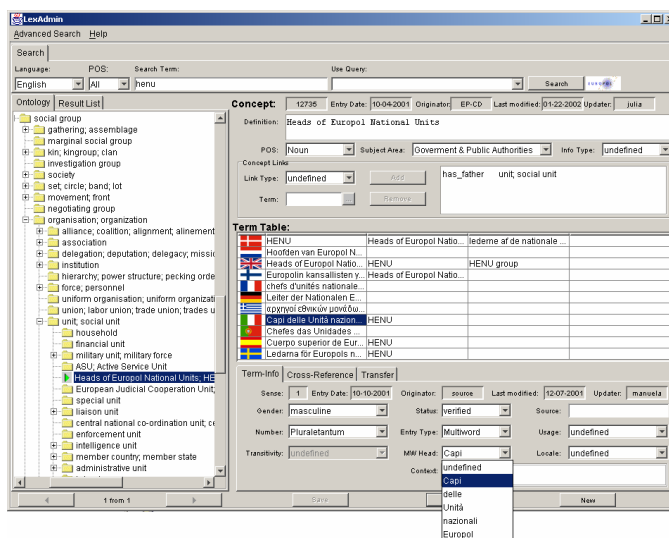 LexAdmin
Advanced Search Help
Search
Language: POS: Search Term: Use Query:
English All henu Search
Ontology Result List
social group
gathering; assemblage
marginal social group
kin; kingroup; clan
investigation group
society
set; circle; band; lot
movement; front
negotiating group
organisation; organization
alliance; coalition; alignment; alinement
association
delegation; deputation; delegacy; missio
institution
hierarchy; power structure; pecking orde
force; personnel
uniform organisation; uniform organizati
union; labor union; trade union; trades u
unit; social unit
household
financial unit
military unit; military force
ASU; Active Service Unit
Heads of Europol National Units; HE
European Judicial Cooperation Unit;
special unit
liaison unit
central national co-ordination unit; ce
enforcement unit
intelligence unit
member country; member state
administrative unit
1 from 1
Concept: 12735 Entry Date: 10-04-2001 Originator: EP-CD Last modified: 01-22-2002 Updater: julia
Definition: Heads of Europol National Units
POS: Noun Subject Area: Goverment & Public Authorities Info Type: undefined
Concept Links
Link Type: undefined Add has_father unit; social unit
Term: ... Remove
Term Table:
HENU Heads of Europol Natio... lederne af de nationale ...
Hoofden van Europol N...
Heads of Europol Natio... HENU HENU group
Europolin kansallisten y... Heads of Europol Natio...
chefs d'unités nationale...
Leiter der Nationalen E...
αρχηγοί εθνικών μονάδω...
Capi delle Unità nazion... HENU
Chefes das Unidades ...
Cuerpo superior de Eur... HENU
Ledarna för Europols n... HENU
Term-Info Cross-Reference Transfer
Sense: 1 Entry Date: 10-10-2001 Originator: source Last modified: 12-07-2001 Updater: manuela
Gender: masculine Status: verified Source:
Number: Pluraletantum Entry Type: Multiword Usage: undefined
Transitivity: undefined MW Head: Capi Locale: undefined
Context:
undefined
Capi
delle
Unità
nazionali
Europol
Save New